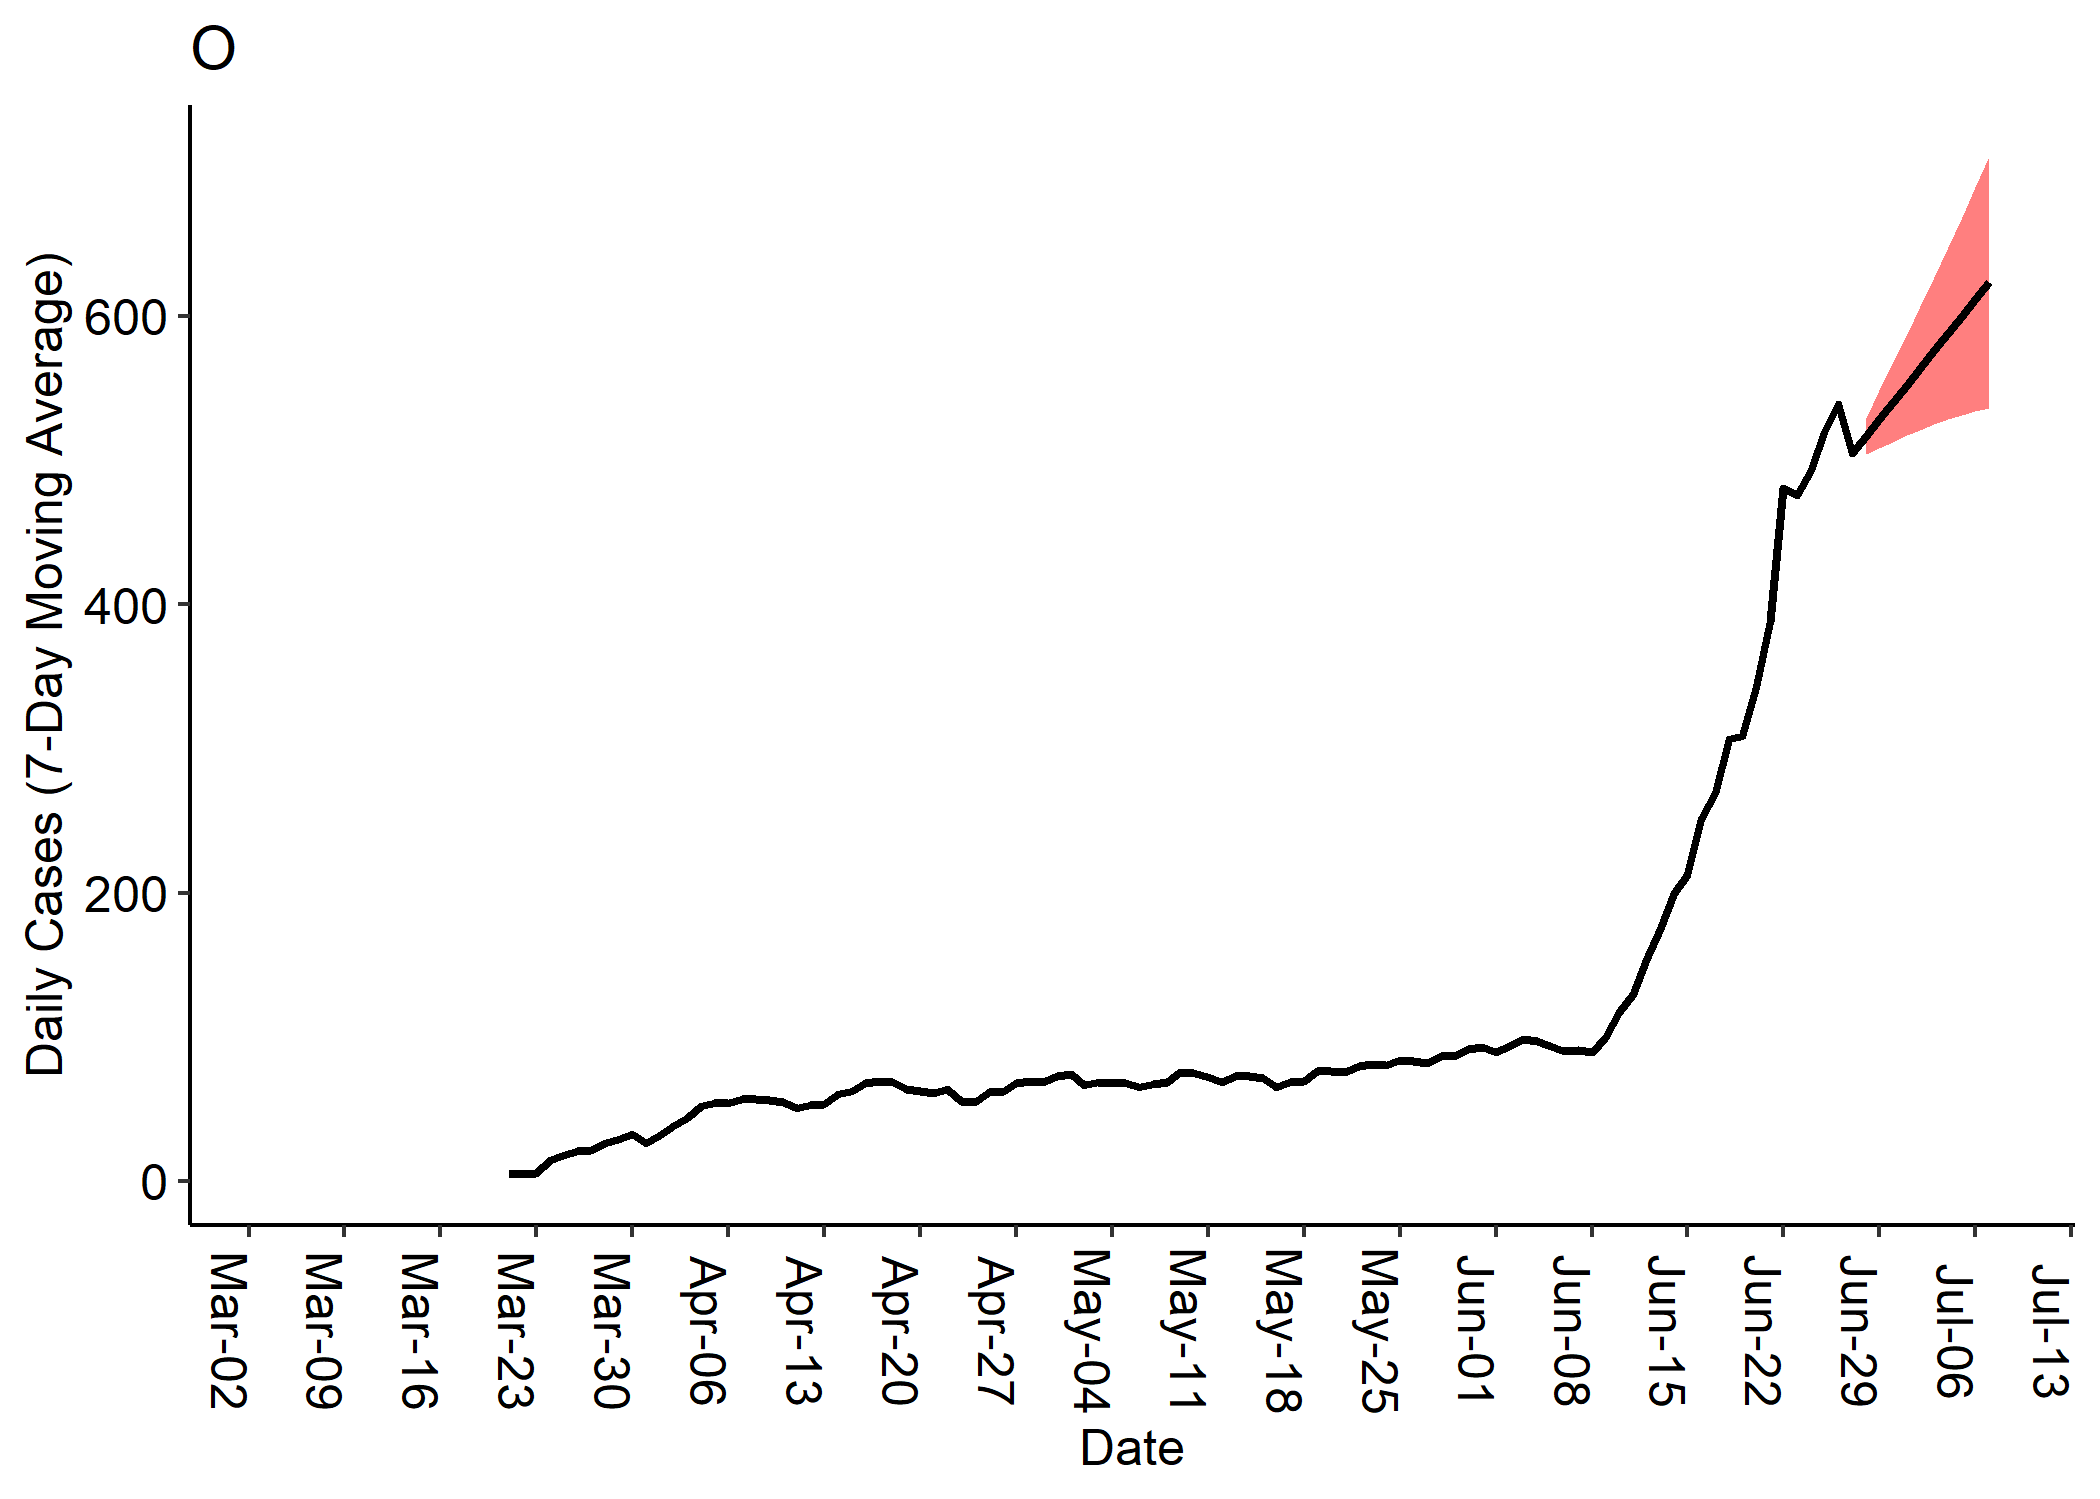 O
Daily Cases (7-Day Moving Average)
600
400
200
0
Mar-02
Mar-09
Mar-16
Mar-23
Mar-30
Apr-06
Apr-13
Apr-20
Apr-27
May-04
May-11
May-18
May-25
Jun-01
Jun-08
Jun-15
Jun-22
Jun-29
Jul-06
Jul-13
Date